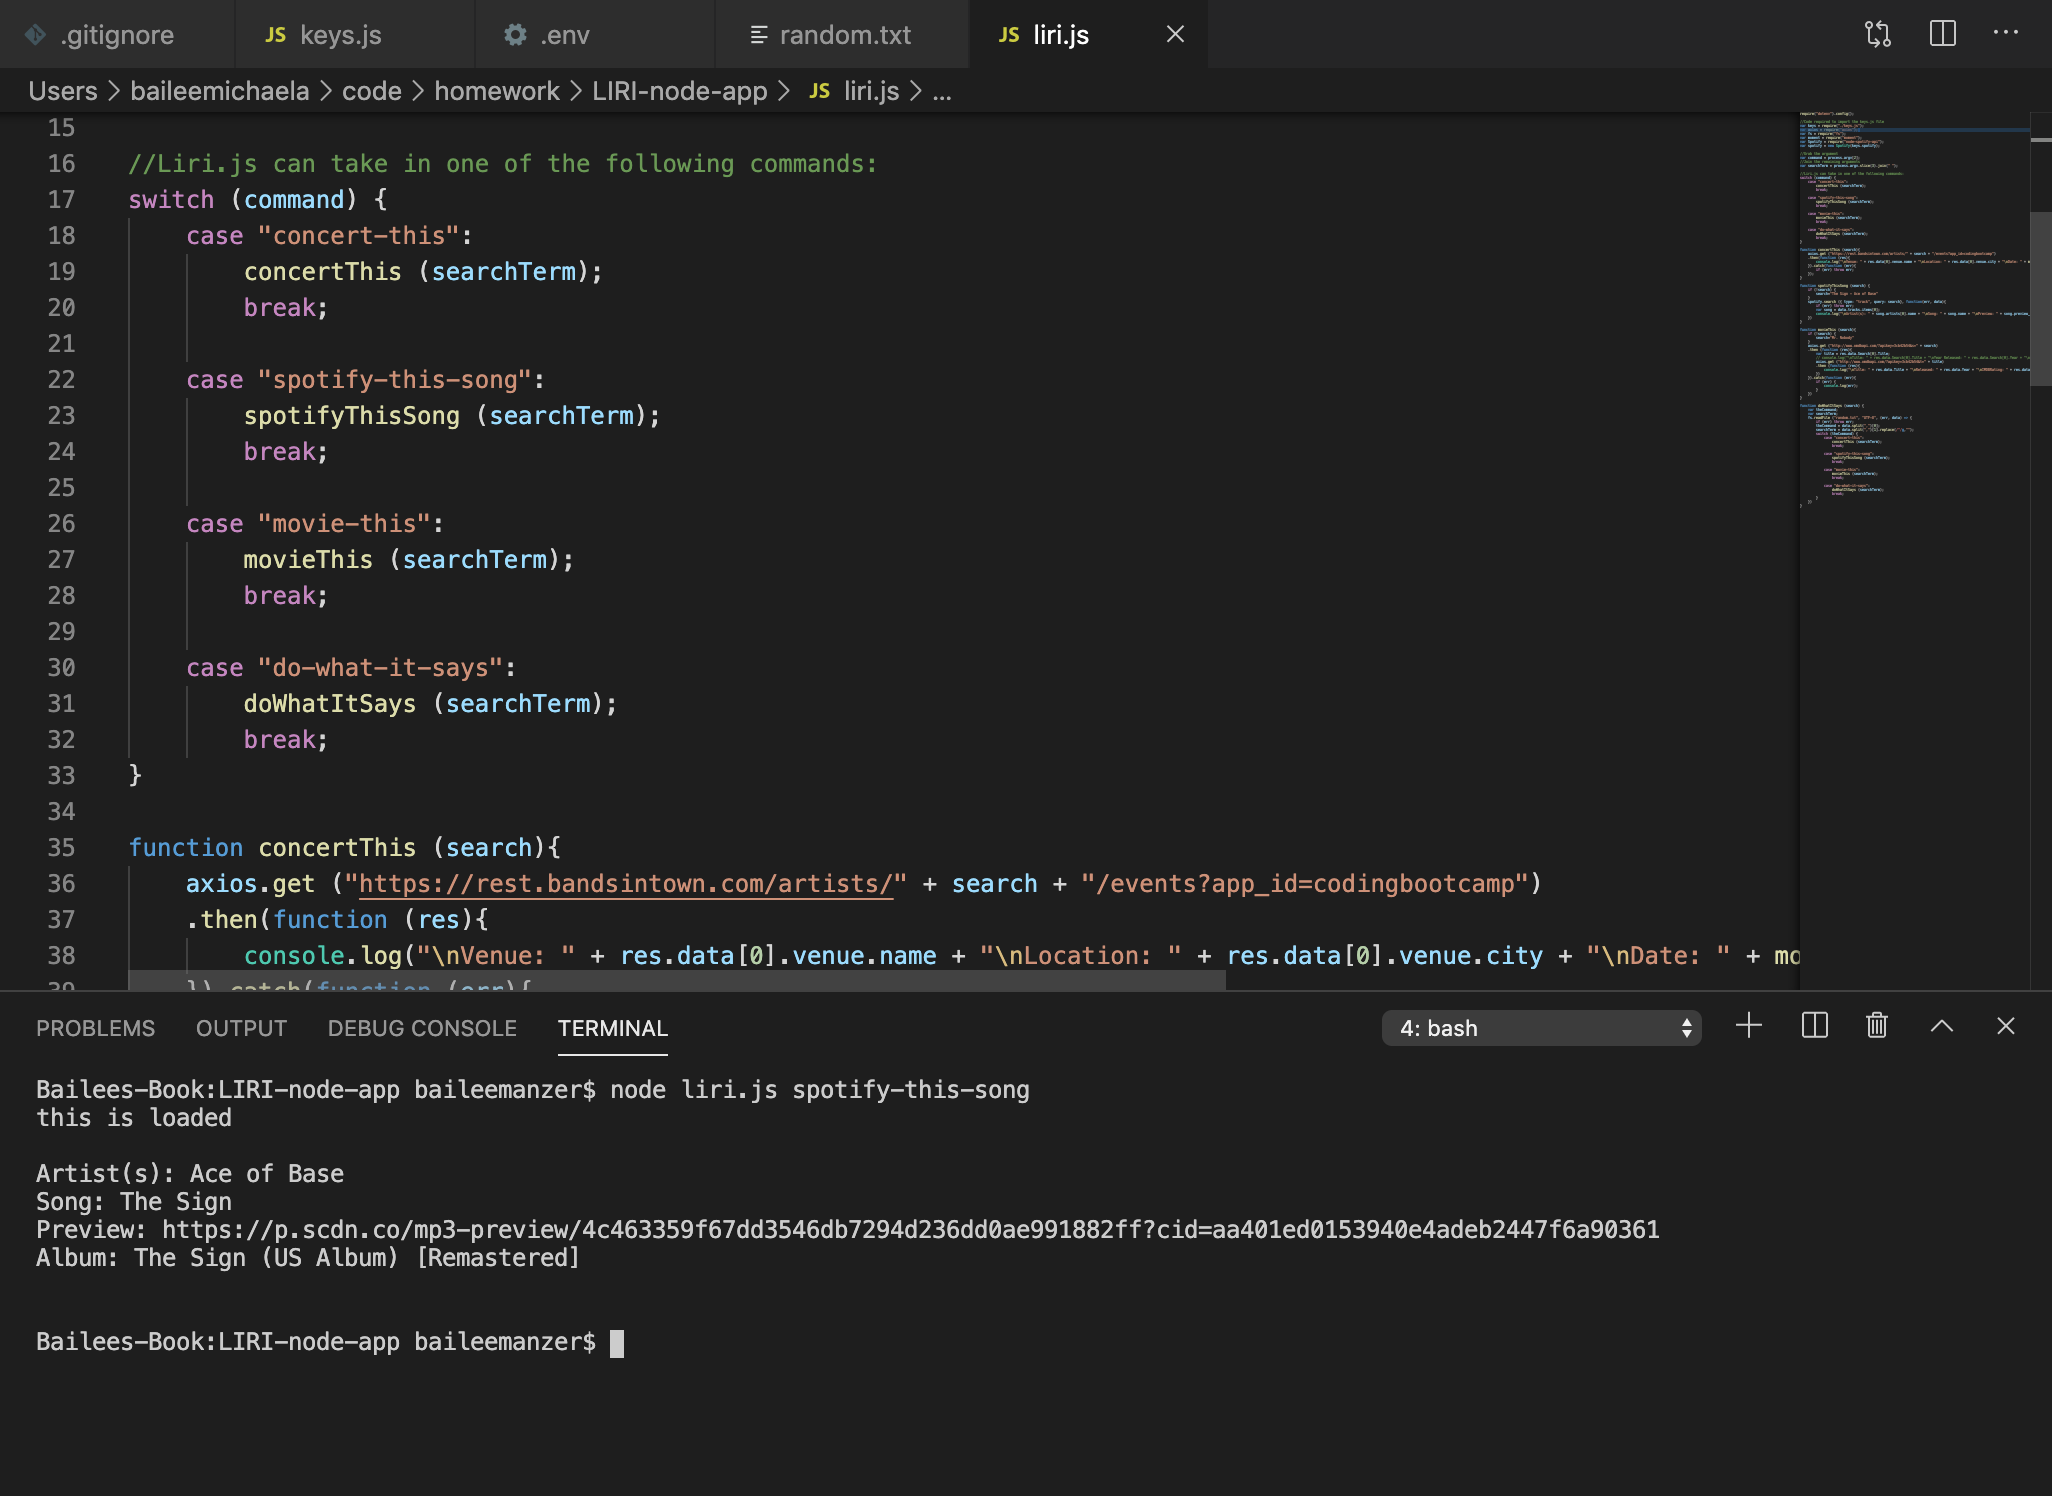 .gitignore JS keys.js .env random.txt JS liri.js
Users > baileemichaela > code > homework > LIRI-node-app > JS liri.js > ...
15
16 //Liri.js can take in one of the following commands:
17 switch (command) {
18     case "concert-this":
19         concertThis (searchTerm);
20         break;
21
22     case "spotify-this-song":
23         spotifyThisSong (searchTerm);
24         break;
25
26     case "movie-this":
27         movieThis (searchTerm);
28         break;
29
30     case "do-what-it-says":
31         doWhatItSays (searchTerm);
32         break;
33 }
34
35 function concertThis (search){
36     axios.get ("https://rest.bandsintown.com/artists/" + search + "/events?app_id=codingbootcamp")
37     .then(function (res){
38         console.log("\nVenue: " + res.data[0].venue.name + "\nLocation: " + res.data[0].venue.city + "\nDate: " + mo
39     }).catch(function (err){
PROBLEMS OUTPUT DEBUG CONSOLE TERMINAL 4: bash
Bailees-Book:LIRI-node-app baileemanzer$ node liri.js spotify-this-song
this is loaded
Artist(s): Ace of Base
Song: The Sign
Preview: https://p.scdn.co/mp3-preview/4c463359f67dd3546db7294d236dd0ae991882ff?cid=aa401ed0153940e4adeb2447f6a90361
Album: The Sign (US Album) [Remastered]
Bailees-Book:LIRI-node-app baileemanzer$